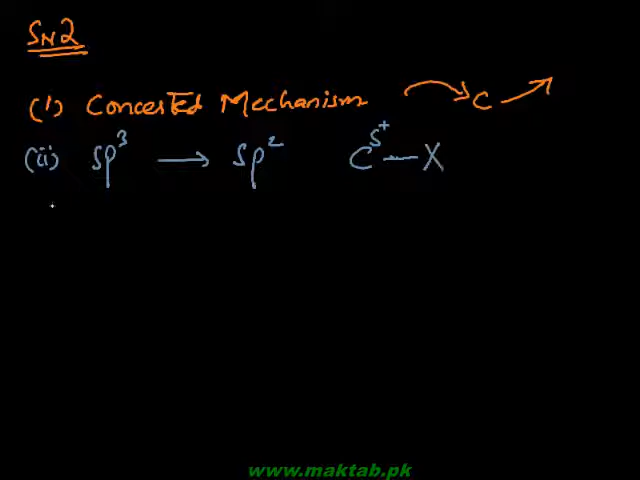 SN2
(i) Concerted Mechanism C
(ii) sp³ → sp² Cδ+—X
www.maktab.pk